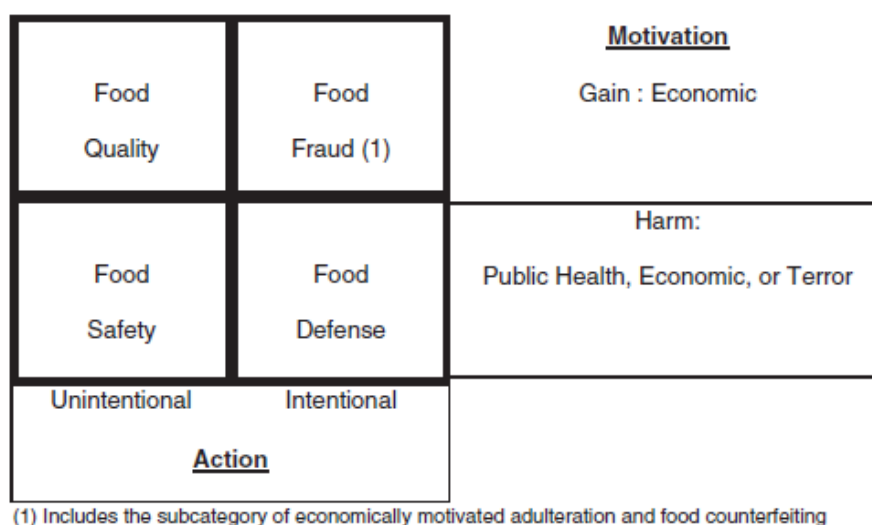 Motivation
Food Food Gain : Economic
Quality Fraud (1)
Harm:
Food Food Public Health, Economic, or Terror
Safety Defense
Unintentional Intentional
Action
(1) Includes the subcategory of economically motivated adulteration and food counterfeiting